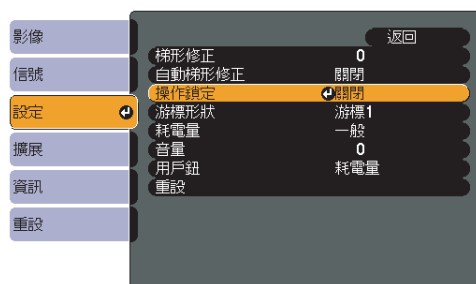 影像
信號
設定
擴展
資訊
重設
返回
梯形修正 0
自動梯形修正 關閉
操作鎖定 關閉
游標形狀 游標1
耗電量 一般
音量 0
用戶鈕 耗電量
重設